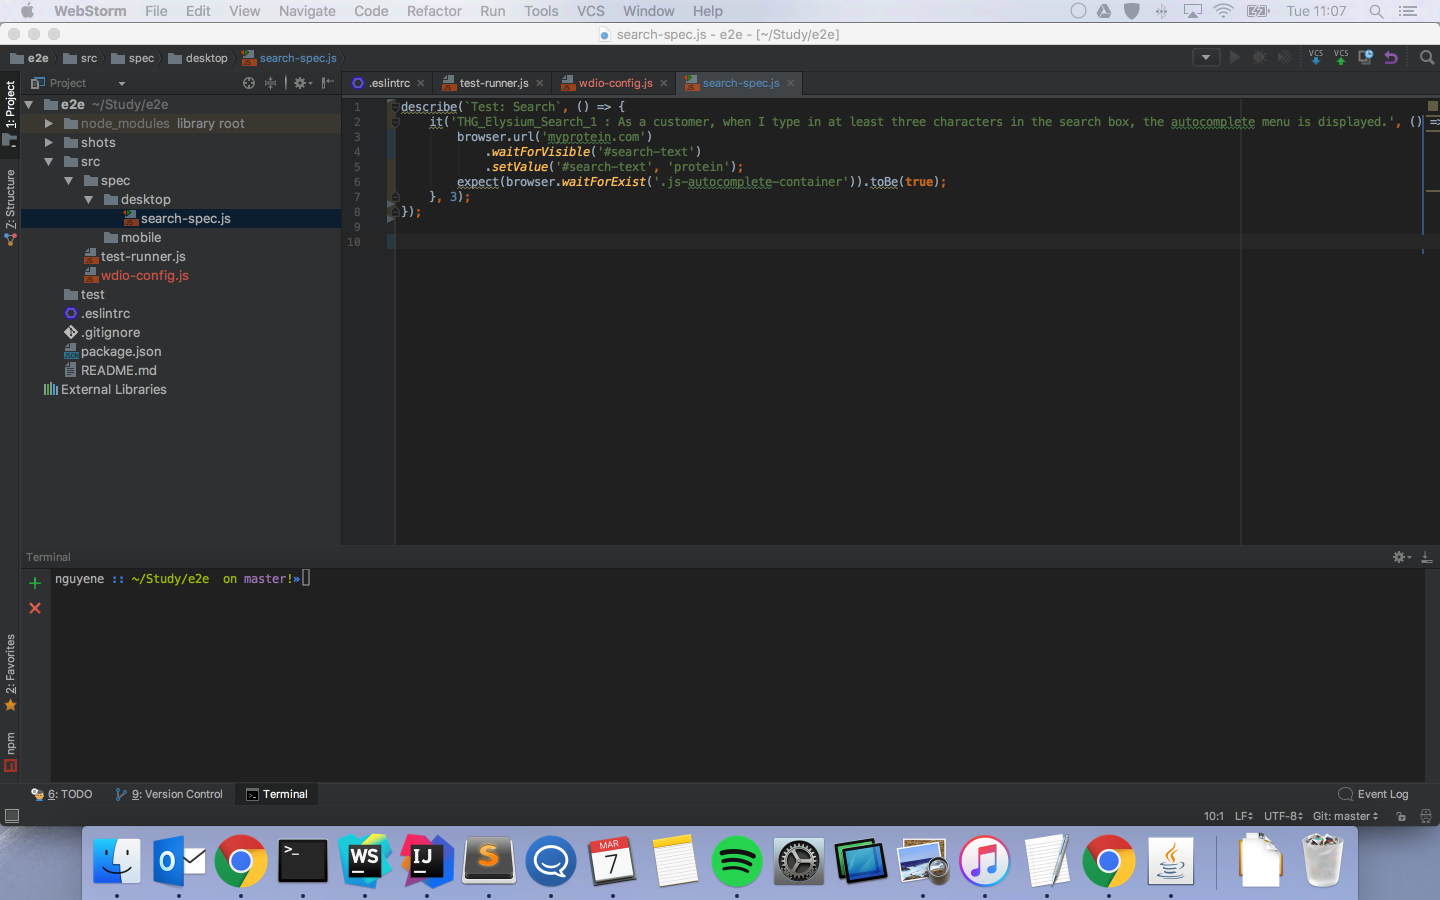 WebStorm File Edit View Navigate Code Refactor Run Tools VCS Window Help Tue 11:07
search-spec.js - e2e - [~/Study/e2e]
e2e src spec desktop search-spec.js VCS VCS
1: Project
Project
.eslintrc test-runner.js wdio-config.js search-spec.js
e2e ~/Study/e2e
node_modules library root
shots
src
spec
desktop
search-spec.js
mobile
test-runner.js
wdio-config.js
test
.eslintrc
.gitignore
package.json
README.md
External Libraries
Z: Structure
1 describe(`Test: Search`, () => {
2 it('THG_Elysium_Search_1 : As a customer, when I type in at least three characters in the search box, the autocomplete menu is displayed.', () =>
3 browser.url('myprotein.com')
4 .waitForVisible('#search-text')
5 .setValue('#search-text', 'protein');
6 expect(browser.waitForExist('.js-autocomplete-container')).toBe(true);
7 }, 3);
8 });
9
10
Terminal
nguyene :: ~/Study/e2e on master!»
2: Favorites
npm
6: TODO 9: Version Control Terminal Event Log
10:1 LF UTF-8 Git: master
>_ WS IJ S MAR
7